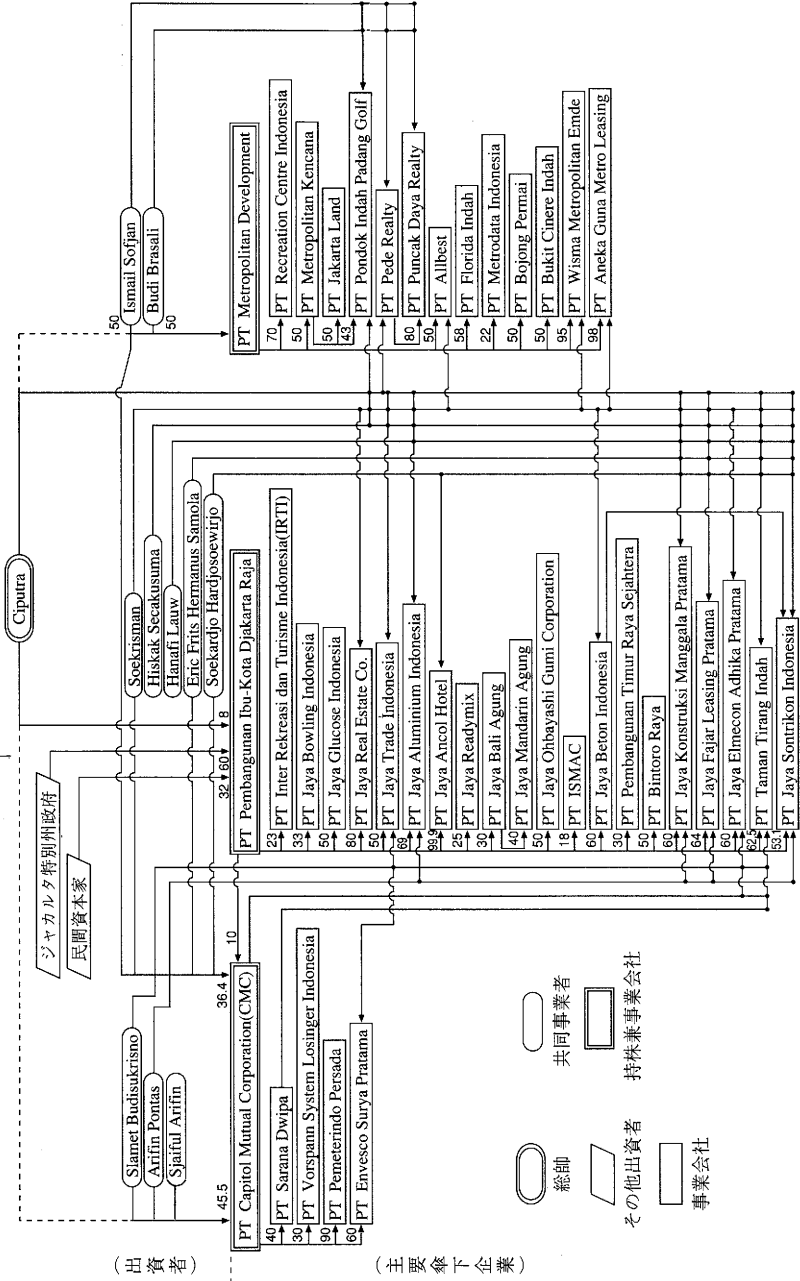 Ciputra
ジャカルタ特別州政府
民間資本家
Slamet Budisukrisno
Arifin Pontas
Sjaiful Arifin
Soekrisman
Hiskak Secakusuma
Hanafi Lauw
Eric Frits Hermanus Samola
Soekardjo Hardjosoewirjo
Ismail Sofjan
Budi Brasali
(出資者)
45.5
36.4
10
32
60
8
50
50
(主要傘下企業)
PT Capitol Mutual Corporation(CMC)
40
PT Sarana Dwipa
30
PT Vorspann System Losinger Indonesia
90
PT Pemeterindo Persada
60
PT Envesco Surya Pratama
PT Pembangunan Ibu-Kota Djakarta Raja
23
PT Inter Rekreasi dan Turisme Indonesia(IRTI)
33
PT Jaya Bowling Indonesia
50
PT Jaya Glucose Indonesia
80
PT Jaya Real Estate Co.
50
PT Jaya Trade Indonesia
69
PT Jaya Aluminium Indonesia
99.9
PT Jaya Ancol Hotel
25
PT Jaya Readymix
30
PT Jaya Bali Agung
40
PT Jaya Mandarin Agung
50
PT Jaya Ohbayashi Gumi Corporation
18
PT ISMAC
60
PT Jaya Beton Indonesia
30
PT Pembangunan Timur Raya Sejahtera
50
PT Bintoro Raya
60
PT Jaya Konstruksi Manggala Pratama
64
PT Jaya Fajar Leasing Pratama
60
PT Jaya Elmecon Adhika Pratama
62.5
PT Taman Tirang Indah
53.1
PT Jaya Sontrikon Indonesia
PT Metropolitan Development
70
PT Recreation Centre Indonesia
50
PT Metropolitan Kencana
50
PT Jakarta Land
43
PT Pondok Indah Padang Golf
PT Pede Realty
80
PT Puncak Daya Realty
50
PT Allbest
58
PT Florida Indah
22
PT Metrodata Indonesia
50
PT Bojong Permai
50
PT Bukit Cinere Indah
95
PT Wisma Metropolitan Emde
98
PT Aneka Guna Metro Leasing
総帥
共同事業者
その他出資者
持株兼事業会社
事業会社